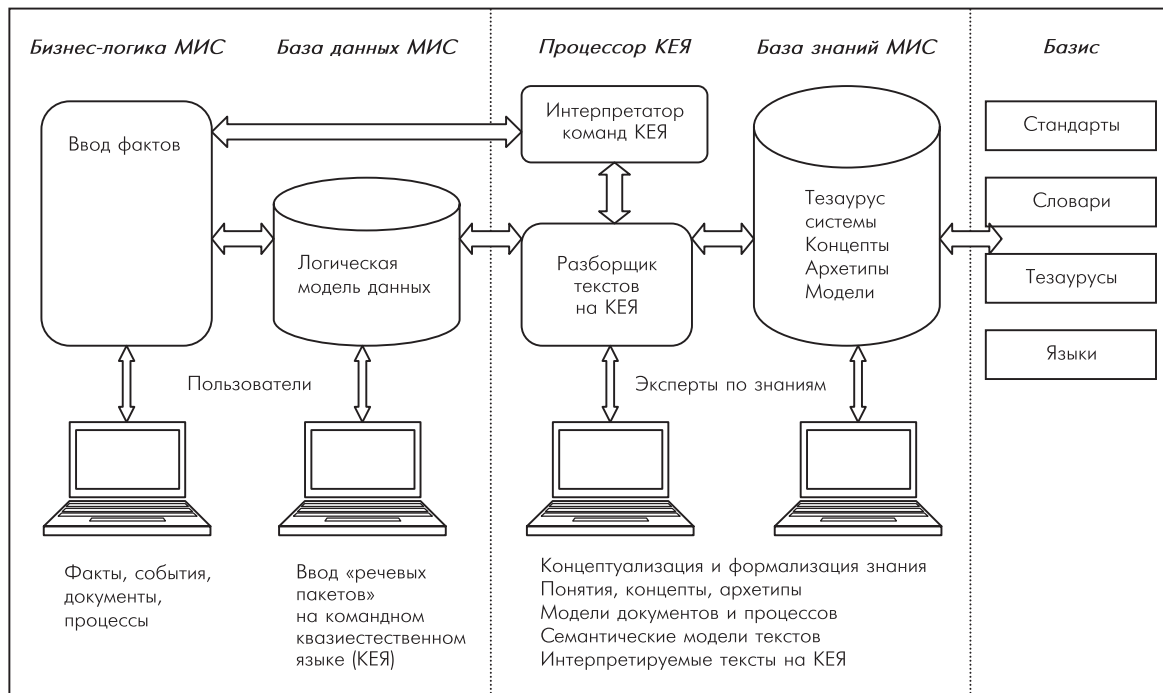 Бизнес-логика МИС
База данных МИС
Процессор КЕЯ
База знаний МИС
Базис
Ввод фактов
Логическая
модель данных
Интерпретатор
команд КЕЯ
Разборщик
текстов
на КЕЯ
Тезаурус
системы
Концепты
Архетипы
Модели
Стандарты
Словари
Тезаурусы
Языки
Пользователи
Эксперты по знаниям
Факты, события,
документы,
процессы
Ввод «речевых
пакетов»
на командном
квазиестественном
языке (КЕЯ)
Концептуализация и формализация знания
Понятия, концепты, архетипы
Модели документов и процессов
Семантические модели текстов
Интерпретируемые тексты на КЕЯ